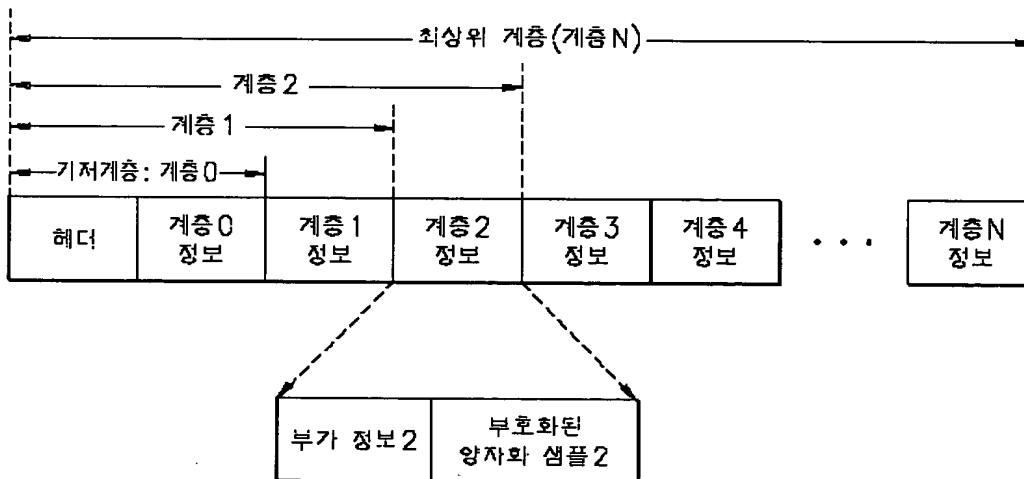 최상위 계층(계층N)
계층2
계층1
기저계층: 계층0
헤더
계층0
정보
계층1
정보
계층2
정보
계층3
정보
계층4
정보
• • •
계층N
정보
부가 정보2
부호화된
양자화 샘플2